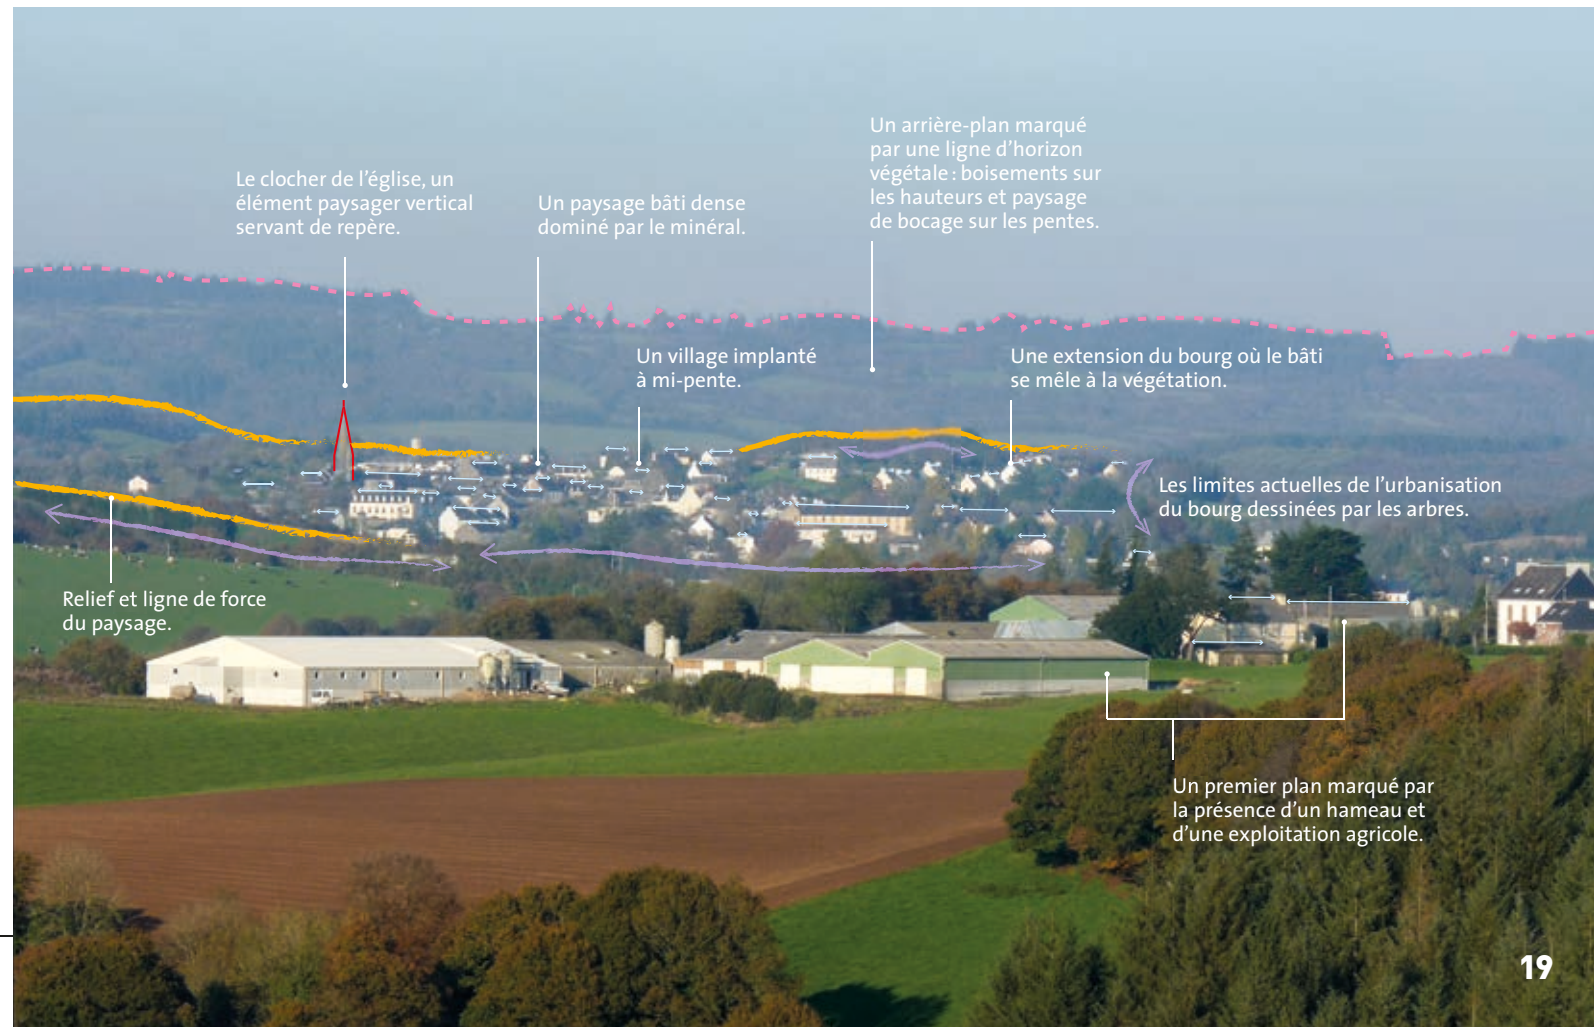 Un arrière-plan marqué
par une ligne d'horizon
végétale : boisements sur
les hauteurs et paysage
de bocage sur les pentes.
Le clocher de l'église, un
élément paysager vertical
servant de repère.
Un paysage bâti dense
dominé par le minéral.
Un village implanté
à mi-pente.
Une extension du bourg où le bâti
se mêle à la végétation.
Les limites actuelles de l'urbanisation
du bourg dessinées par les arbres.
Relief et ligne de force
du paysage.
Un premier plan marqué par
la présence d'un hameau et
d'une exploitation agricole.
19